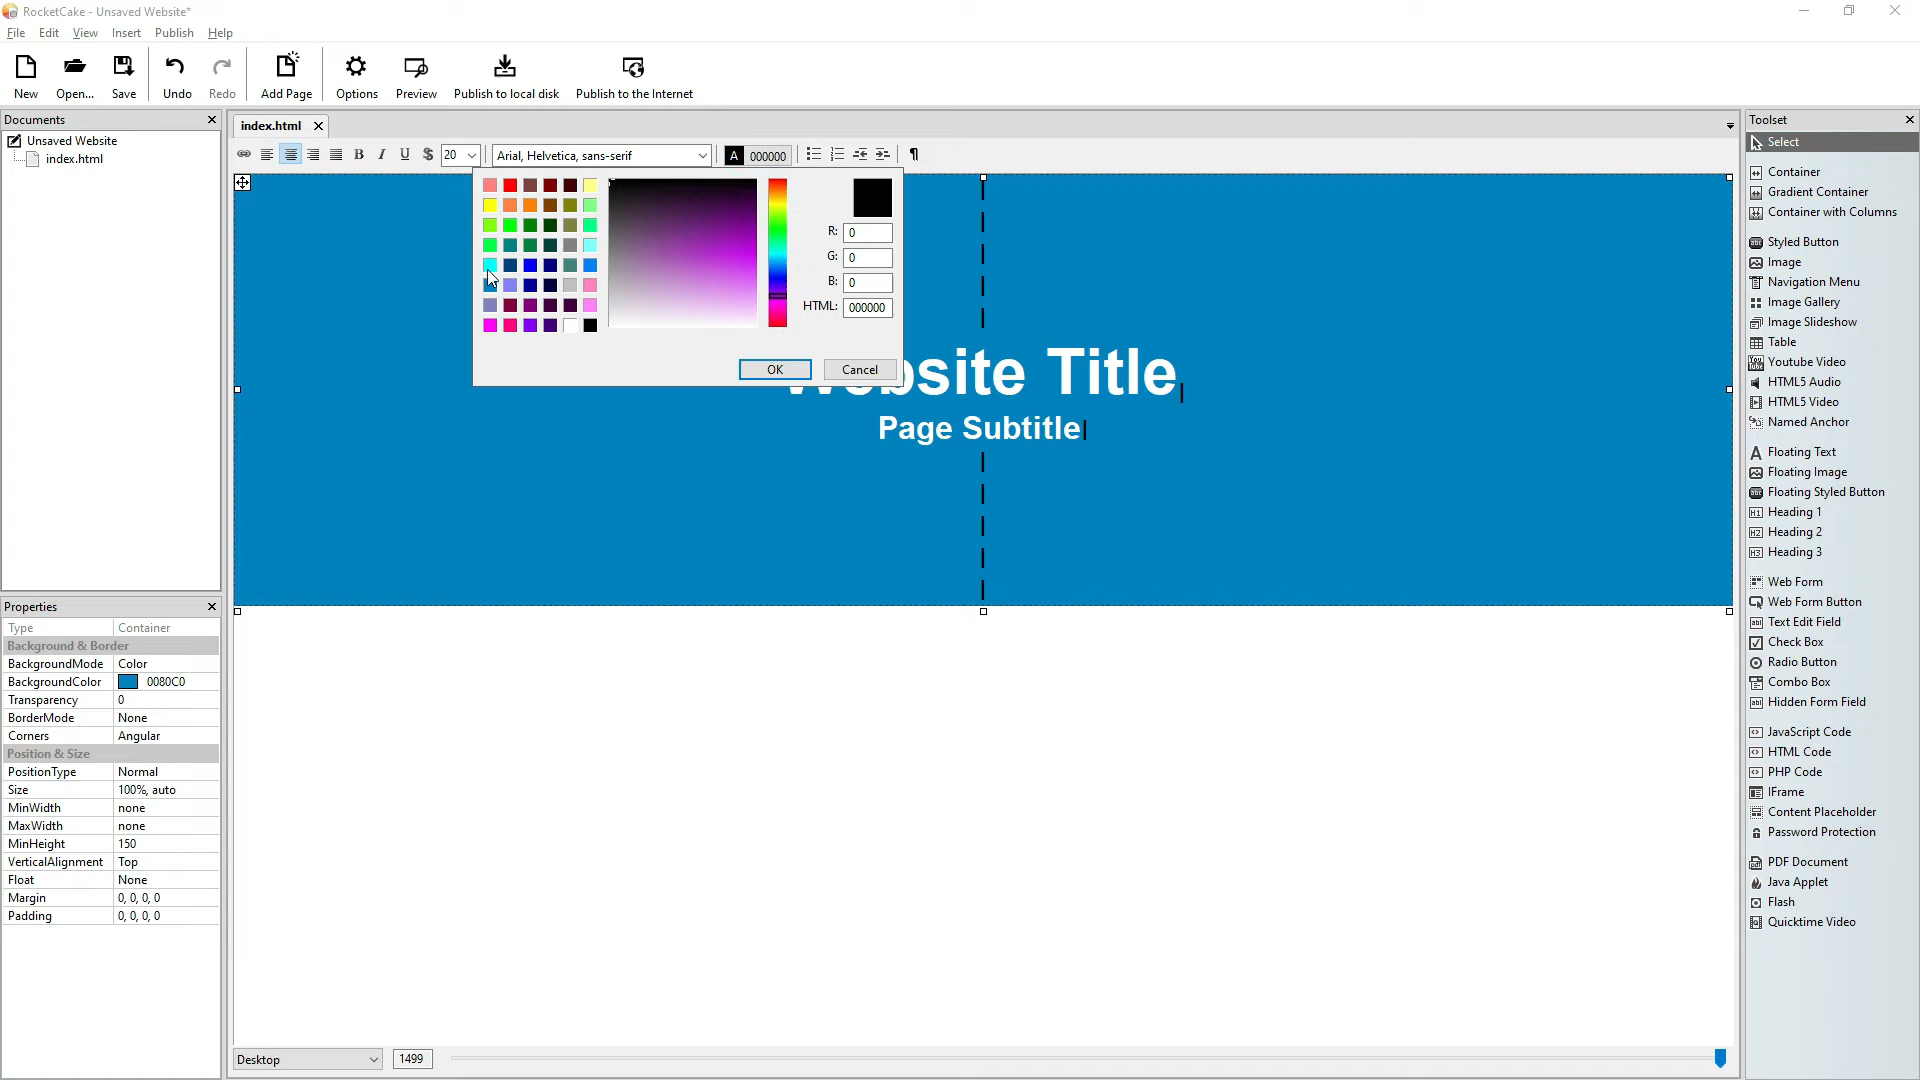 RocketCake - Unsaved Website*
File Edit View Insert Publish Help
New Open... Save Undo Redo Add Page Options Preview Publish to local disk Publish to the Internet
Documents
Unsaved Website
index.html
index.html
B I U $ 20 Arial, Helvetica, sans-serif A 000000 ¶
R: 0
G: 0
B: 0
HTML: 000000
OK Cancel
Website Title
Page Subtitle
Properties
Type Container
Background & Border
BackgroundMode Color
BackgroundColor 0080C0
Transparency 0
BorderMode None
Corners Angular
Position & Size
PositionType Normal
Size 100%, auto
MinWidth none
MaxWidth none
MinHeight 150
VerticalAlignment Top
Float None
Margin 0, 0, 0, 0
Padding 0, 0, 0, 0
Desktop 1499
Toolset
Select
Container
Gradient Container
Container with Columns
Styled Button
Image
Navigation Menu
Image Gallery
Image Slideshow
Table
Youtube Video
HTML5 Audio
HTML5 Video
Named Anchor
Floating Text
Floating Image
Floating Styled Button
Heading 1
Heading 2
Heading 3
Web Form
Web Form Button
Text Edit Field
Check Box
Radio Button
Combo Box
Hidden Form Field
JavaScript Code
HTML Code
PHP Code
IFrame
Content Placeholder
Password Protection
PDF Document
Java Applet
Flash
Quicktime Video